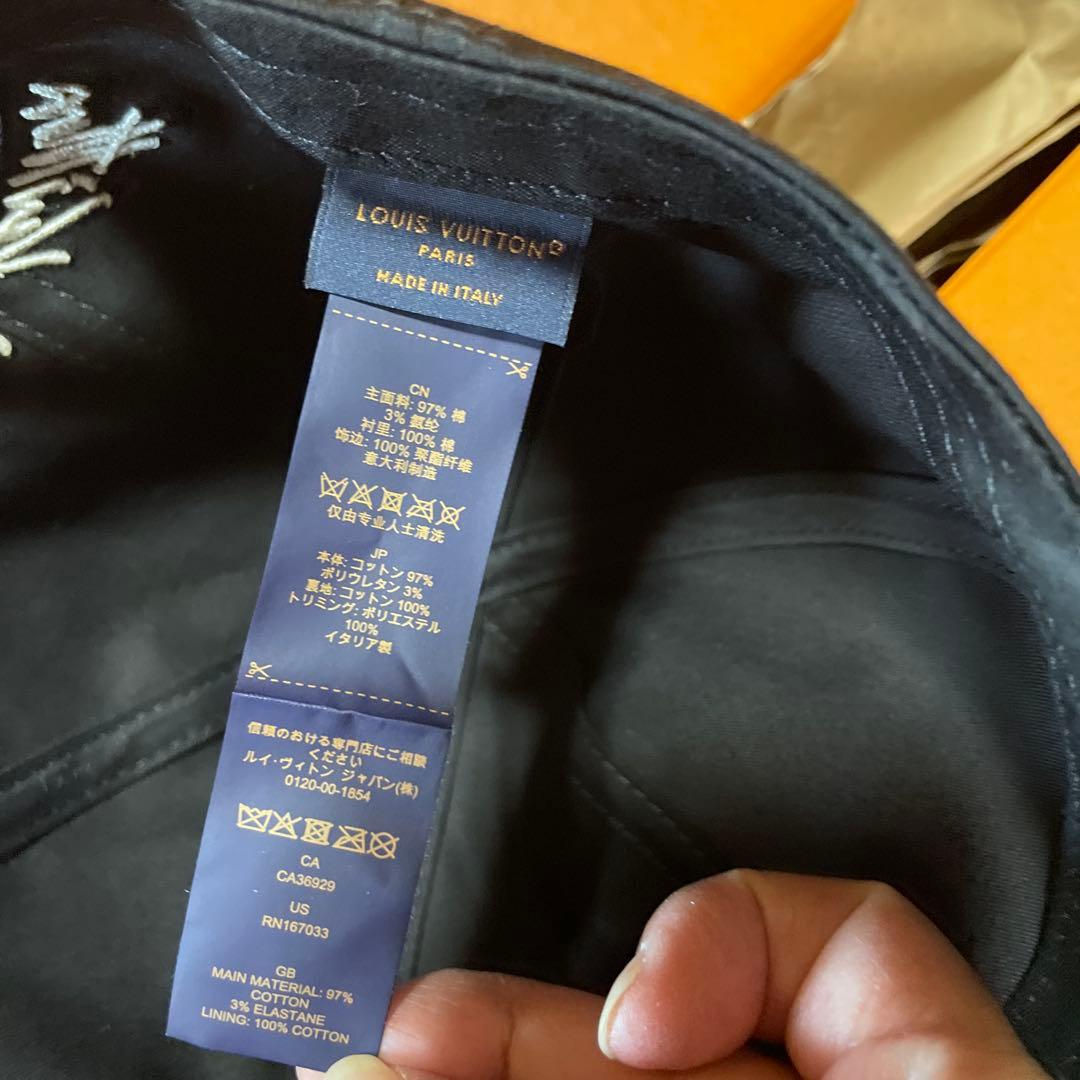 LOUIS VUITTON®
PARIS
MADE IN ITALY
CN
主面料: 97% 棉
3% 氨纶
衬里: 100% 棉
饰边: 100% 聚酯纤维
意大利制造
仅由专业人士清洗
JP
本体: コットン 97%
ポリウレタン 3%
裏地: コットン 100%
トリミング: ポリエステル
100%
イタリア製
信頼のおける専門店にご相談
ください
ルイ・ヴィトン ジャパン(株)
0120-00-1854
CA
CA36929
US
RN167033
GB
MAIN MATERIAL: 97%
COTTON
3% ELASTANE
LINING: 100% COTTON